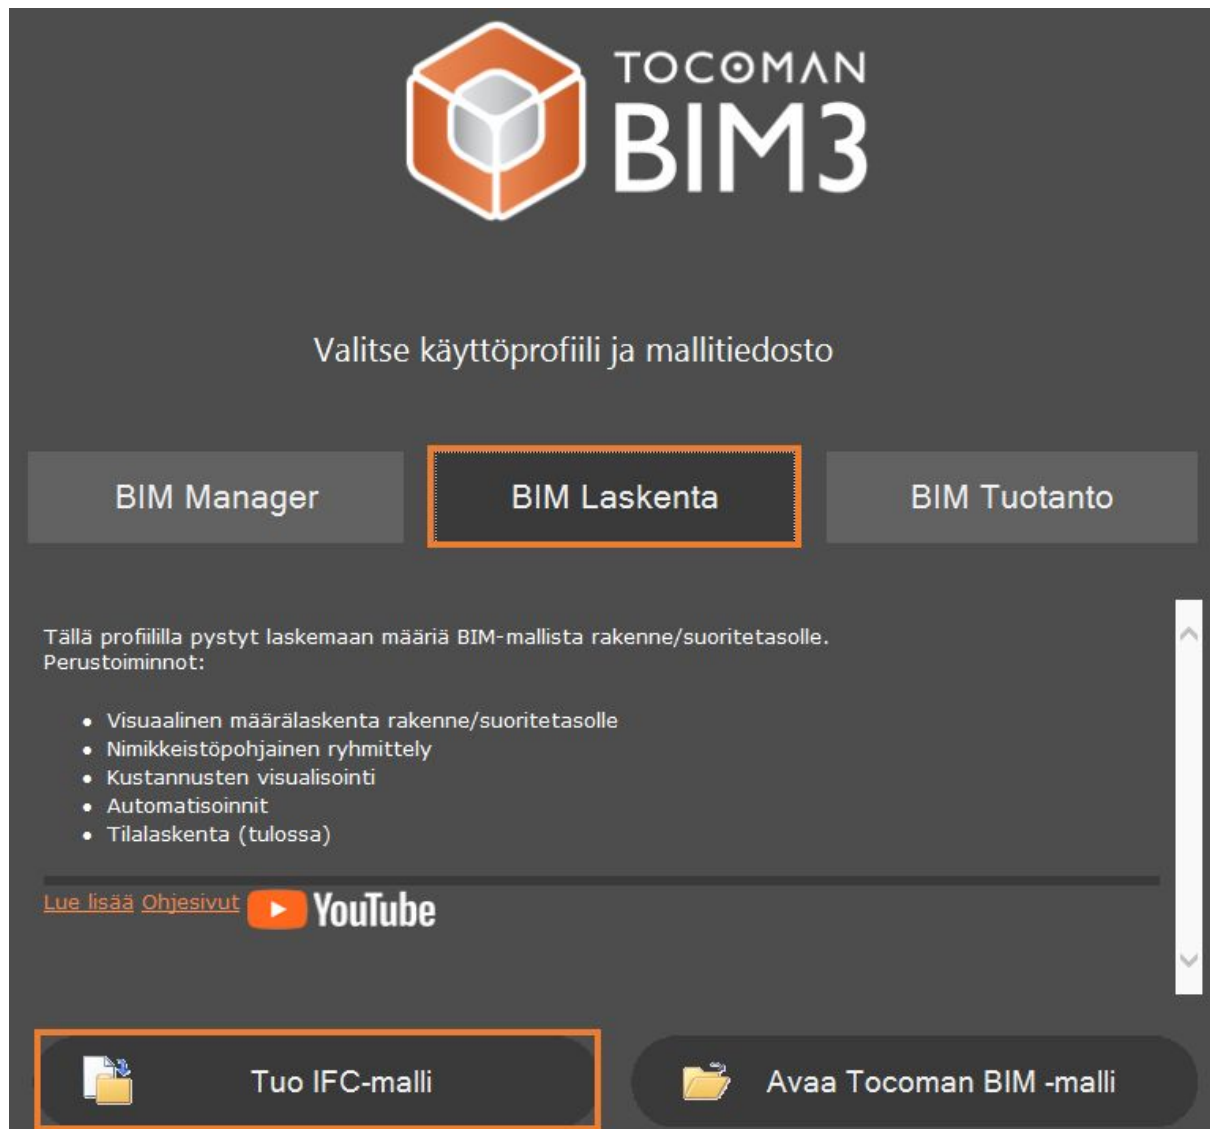 TOCOMAN
BIM3
Valitse käyttöprofiili ja mallitiedosto
BIM Manager
BIM Laskenta
BIM Tuotanto
Tällä profiililla pystyt laskemaan määriä BIM-mallista rakenne/suoritetasolle.
Perustoiminnot:
• Visuaalinen määrälaskenta rakenne/suoritetasolle
• Nimikkeistöpohjainen ryhmittely
• Kustannusten visualisointi
• Automatisoinnit
• Tilalaskenta (tulossa)
Lue lisää Ohjesivut YouTube
Tuo IFC-malli
Avaa Tocoman BIM -malli